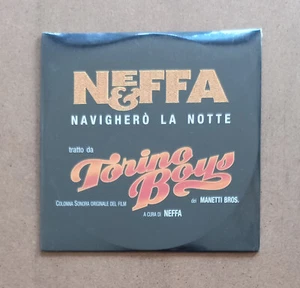 NEFFA
&
NAVIGHERÒ LA NOTTE
tratto da
Torino
Boys
COLONNA SONORA ORIGINALE DEL FILM
dei MANETTI BROS.
A CURA DI NEFFA